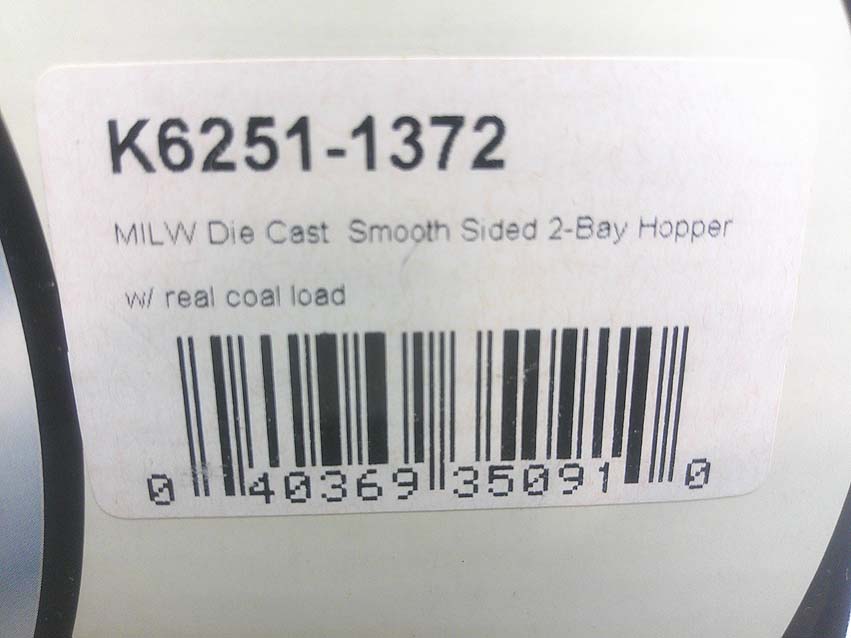 K6251-1372
MILW Die Cast Smooth Sided 2-Bay Hopper
w/ real coal load
0 40369 35091 0